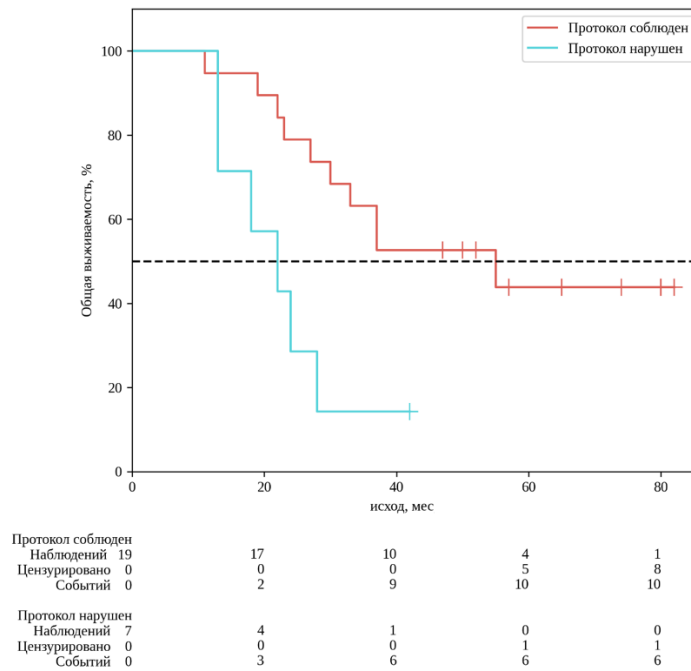 Протокол соблюден
Протокол нарушен
100
80
60
40
20
0
Общая выживаемость, %
0 20 40 60 80
исход, мес
Протокол соблюден
Наблюдений 19 17 10 4 1
Цензурировано 0 0 0 5 8
Событий 0 2 9 10 10
Протокол нарушен
Наблюдений 7 4 1 0 0
Цензурировано 0 0 0 1 1
Событий 0 3 6 6 6